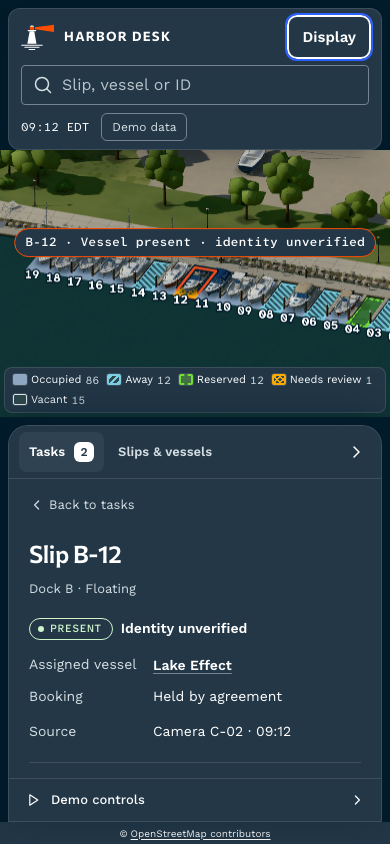 HARBOR DESK
Display
Slip, vessel or ID
09:12 EDT
Demo data
B-12 · Vessel present · identity unverified
19 18 17 16 15 14 13 12 11 10 09 08 07 06 05 04 03
Occupied 86 Away 12 Reserved 12 Needs review 1
Vacant 15
Tasks 2 Slips & vessels
Back to tasks
Slip B-12
Dock B · Floating
PRESENT Identity unverified
Assigned vessel Lake Effect
Booking Held by agreement
Source Camera C-02 · 09:12
Demo controls
© OpenStreetMap contributors